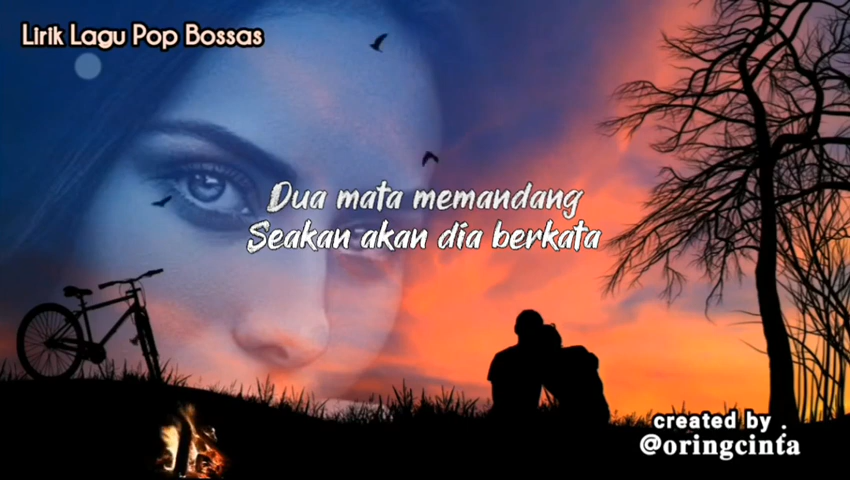 Lirik Lagu Pop Bossas
Dua mata memandang
Seakan akan dia berkata
created by .
@oringcinta